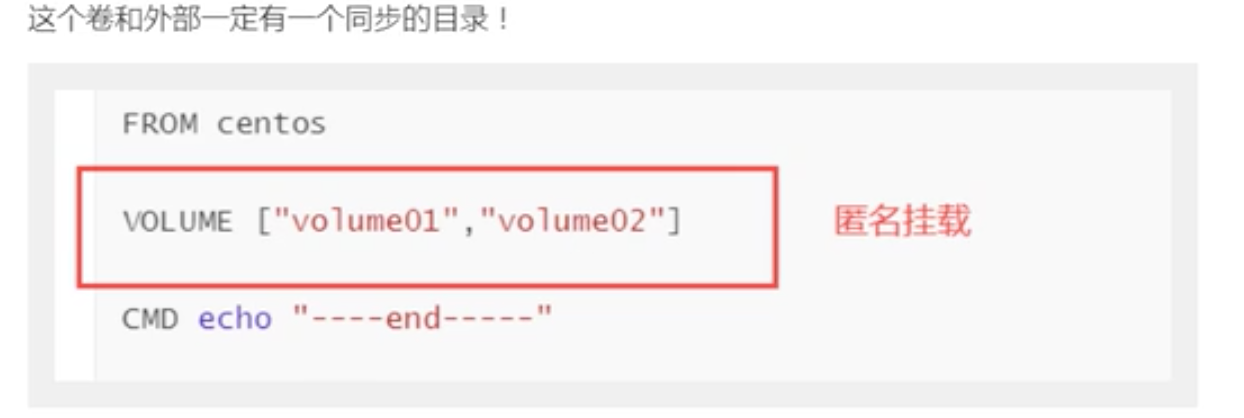 这个卷和外部一定有一个同步的目录！
FROM centos
VOLUME ["volume01","volume02"]
匿名挂载
CMD echo "----end-----"